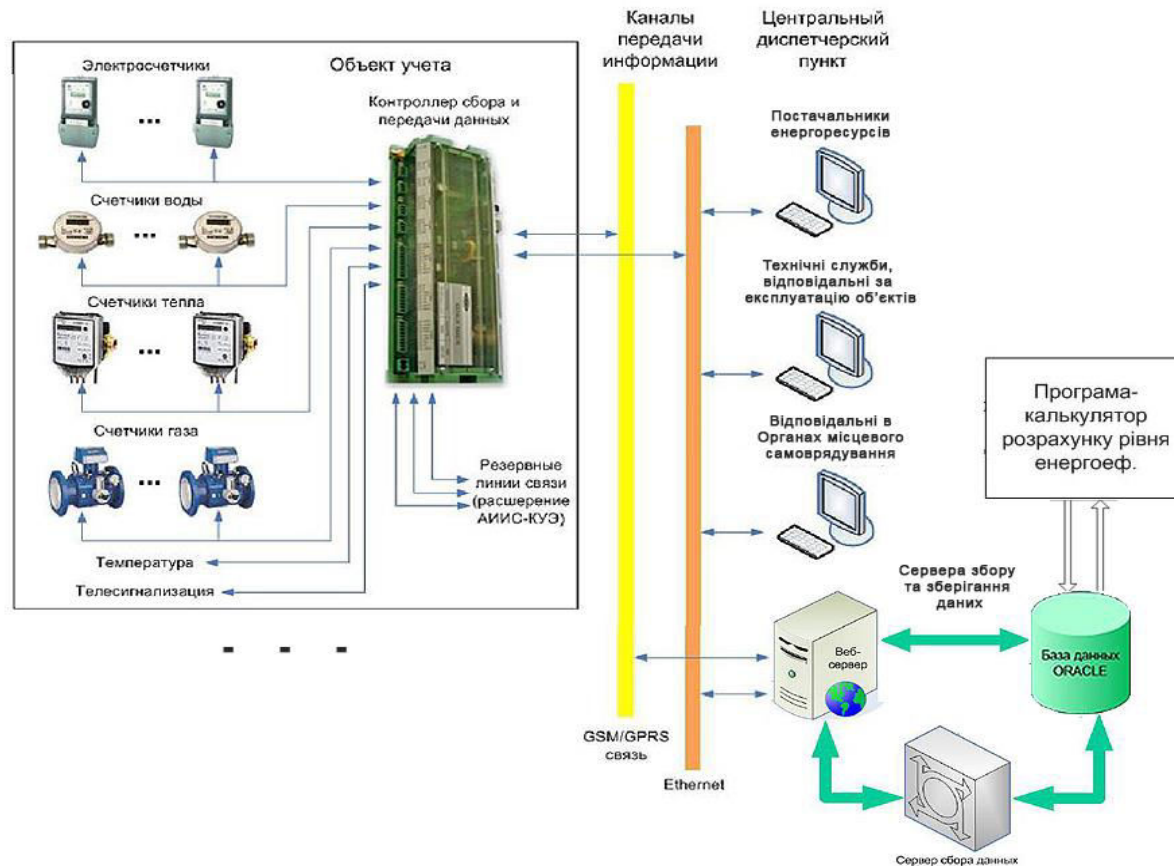 Электросчетчики
Объект учета
Контроллер сбора и
передачи данных
Счетчики воды
Счетчики тепла
Счетчики газа
Температура
Телесигнализация
Резервные
линии связи
(расшерение
АИИС-КУЭ)
Каналы
передачи
информации
GSM/GPRS
связь
Ethernet
Центральный
диспетчерский
пункт
Постачальники
енергоресурсів
Технічні служби,
відповідальні за
експлуатацію об'єктів
Відповідальні в
Органах місцевого
самоврядування
Програма-
калькулятор
розрахунку рівня
енергоеф.
Сервера збору
та зберігання
даних
Веб-
сервер
База данных
ORACLE
Сервер сбора данных